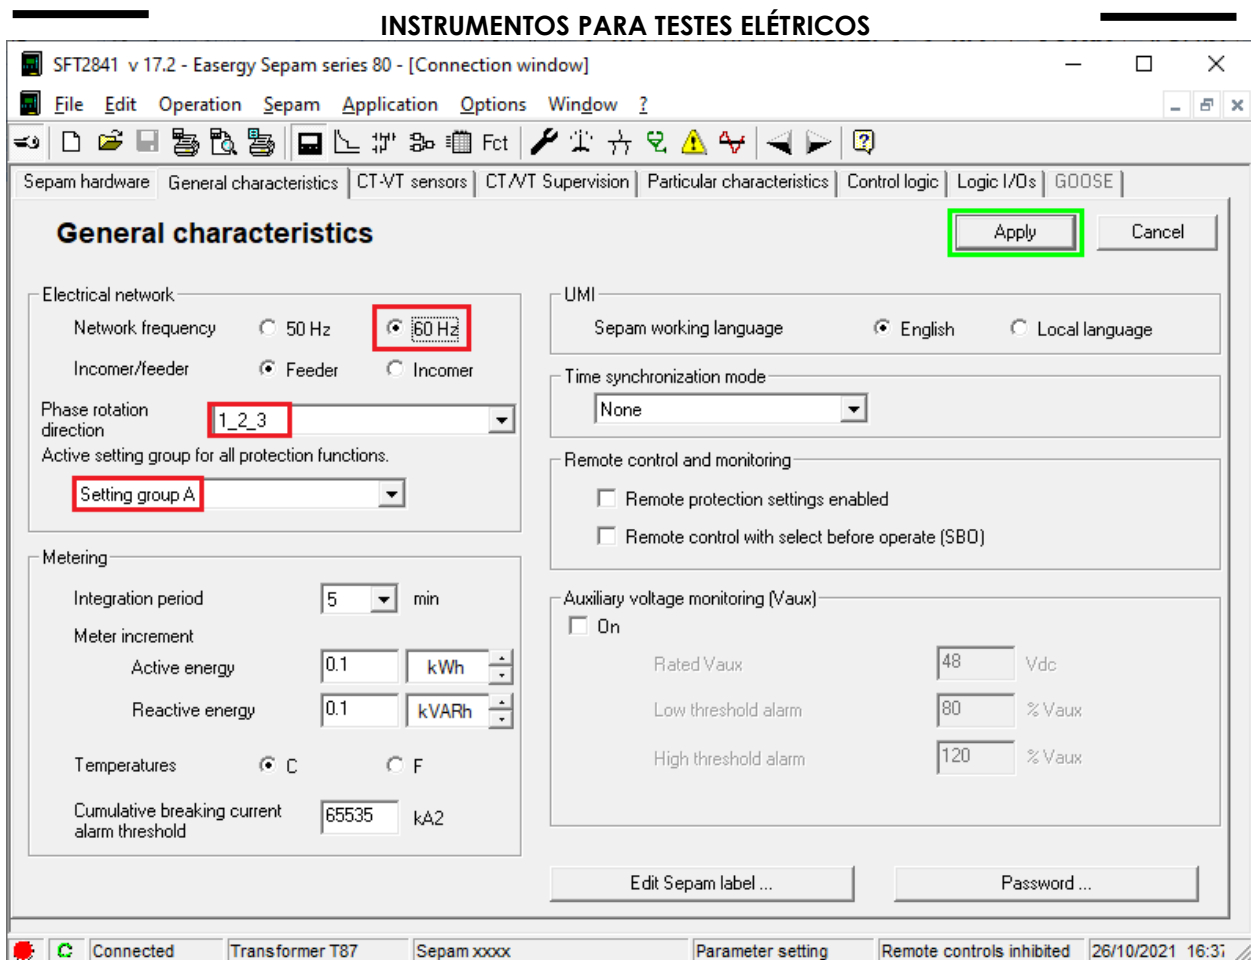 INSTRUMENTOS PARA TESTES ELÉTRICOS
SFT2841 v 17.2 - Easergy Sepam series 80 - [Connection window]
File Edit Operation Sepam Application Options Window ?
Fct
Sepam hardware General characteristics CT-VT sensors CT/VT Supervision Particular characteristics Control logic Logic I/Os GOOSE
General characteristics
Apply Cancel
Electrical network
Network frequency 50 Hz 60 Hz
Incomer/feeder Feeder Incomer
Phase rotation
direction
1_2_3
Active setting group for all protection functions.
Setting group A
Metering
Integration period 5 min
Meter increment
Active energy 0.1 kWh
Reactive energy 0.1 kVARh
Temperatures C F
Cumulative breaking current
alarm threshold
65535 kA2
UMI
Sepam working language English Local language
Time synchronization mode
None
Remote control and monitoring
Remote protection settings enabled
Remote control with select before operate (SBO)
Auxiliary voltage monitoring (Vaux)
On
Rated Vaux 48 Vdc
Low threshold alarm 80 % Vaux
High threshold alarm 120 % Vaux
Edit Sepam label ... Password ...
Connected Transformer T87 Sepam xxxx Parameter setting Remote controls inhibited 26/10/2021 16:37